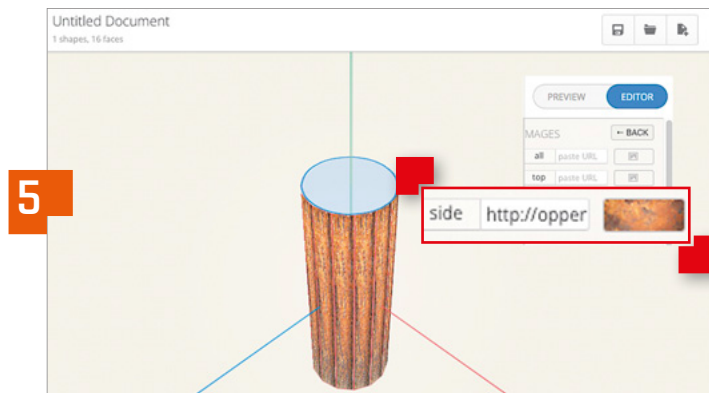 Untitled Document
1 shapes, 16 faces
PREVIEW EDITOR
MAGES ← BACK
all paste URL
top paste URL
5
side http://opper